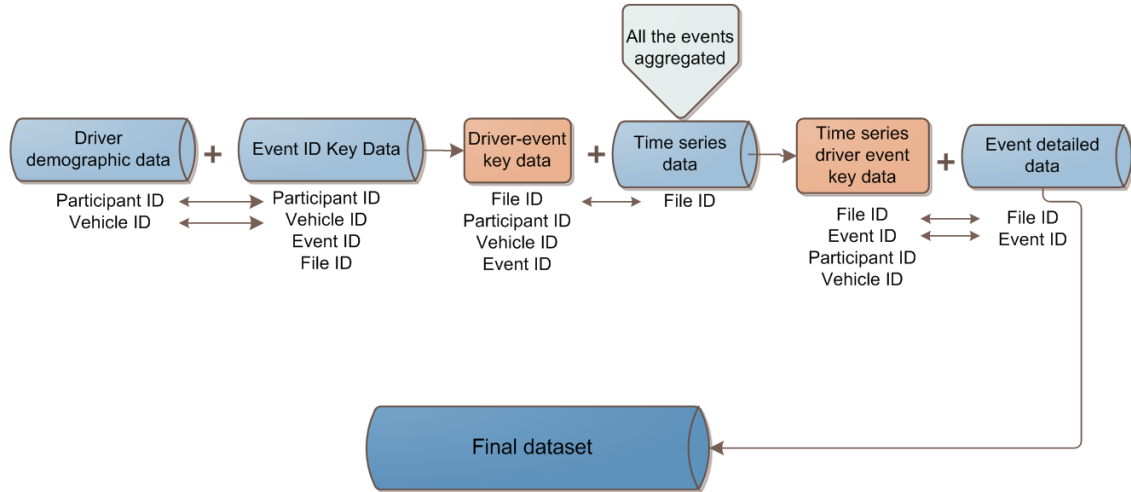 All the events
aggregated
Driver
demographic data
+
Event ID Key Data
Driver-event
key data
+
Time series
data
Time series
driver event
key data
+
Event detailed
data
Participant ID
Vehicle ID
Participant ID
Vehicle ID
Event ID
File ID
File ID
Participant ID
Vehicle ID
Event ID
File ID
File ID
Event ID
Participant ID
Vehicle ID
File ID
Event ID
Final dataset